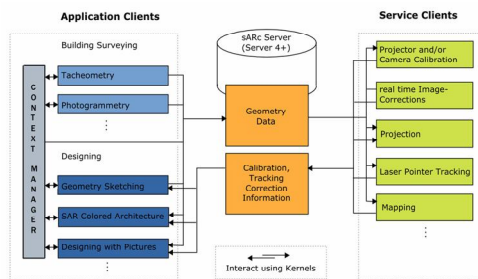 Application Clients
Service Clients
Building Surveying
sARc Server
(Server 4+)
Tacheometry
Photogrammetry
Geometry
Data
Projector and/or
Camera Calibration
real time Image-
Corrections
Projection
CONTEXT MANAGER
Designing
Geometry Sketching
SAR Colored Architecture
Designing with Pictures
Calibration,
Tracking
Correction
Information
Laser Pointer Tracking
Mapping
Interact using Kernels